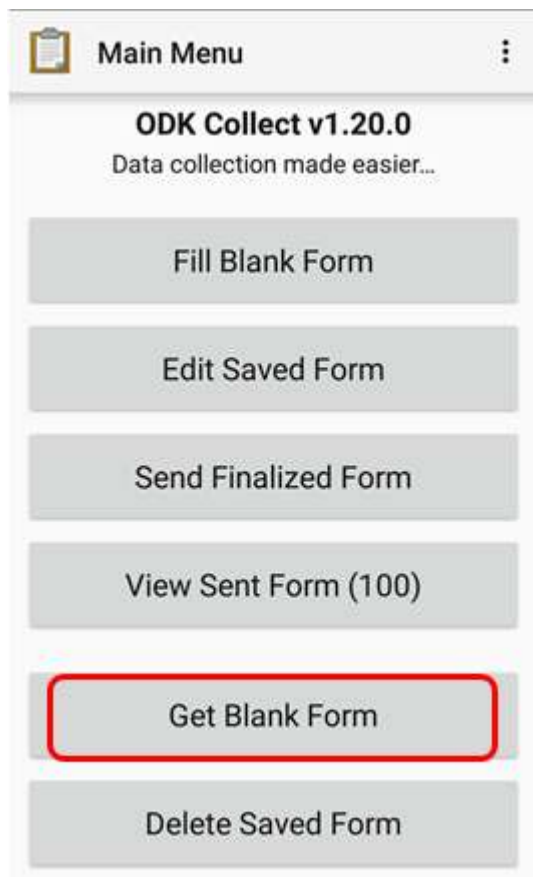 Main Menu
ODK Collect v1.20.0
Data collection made easier...
Fill Blank Form
Edit Saved Form
Send Finalized Form
View Sent Form (100)
Get Blank Form
Delete Saved Form